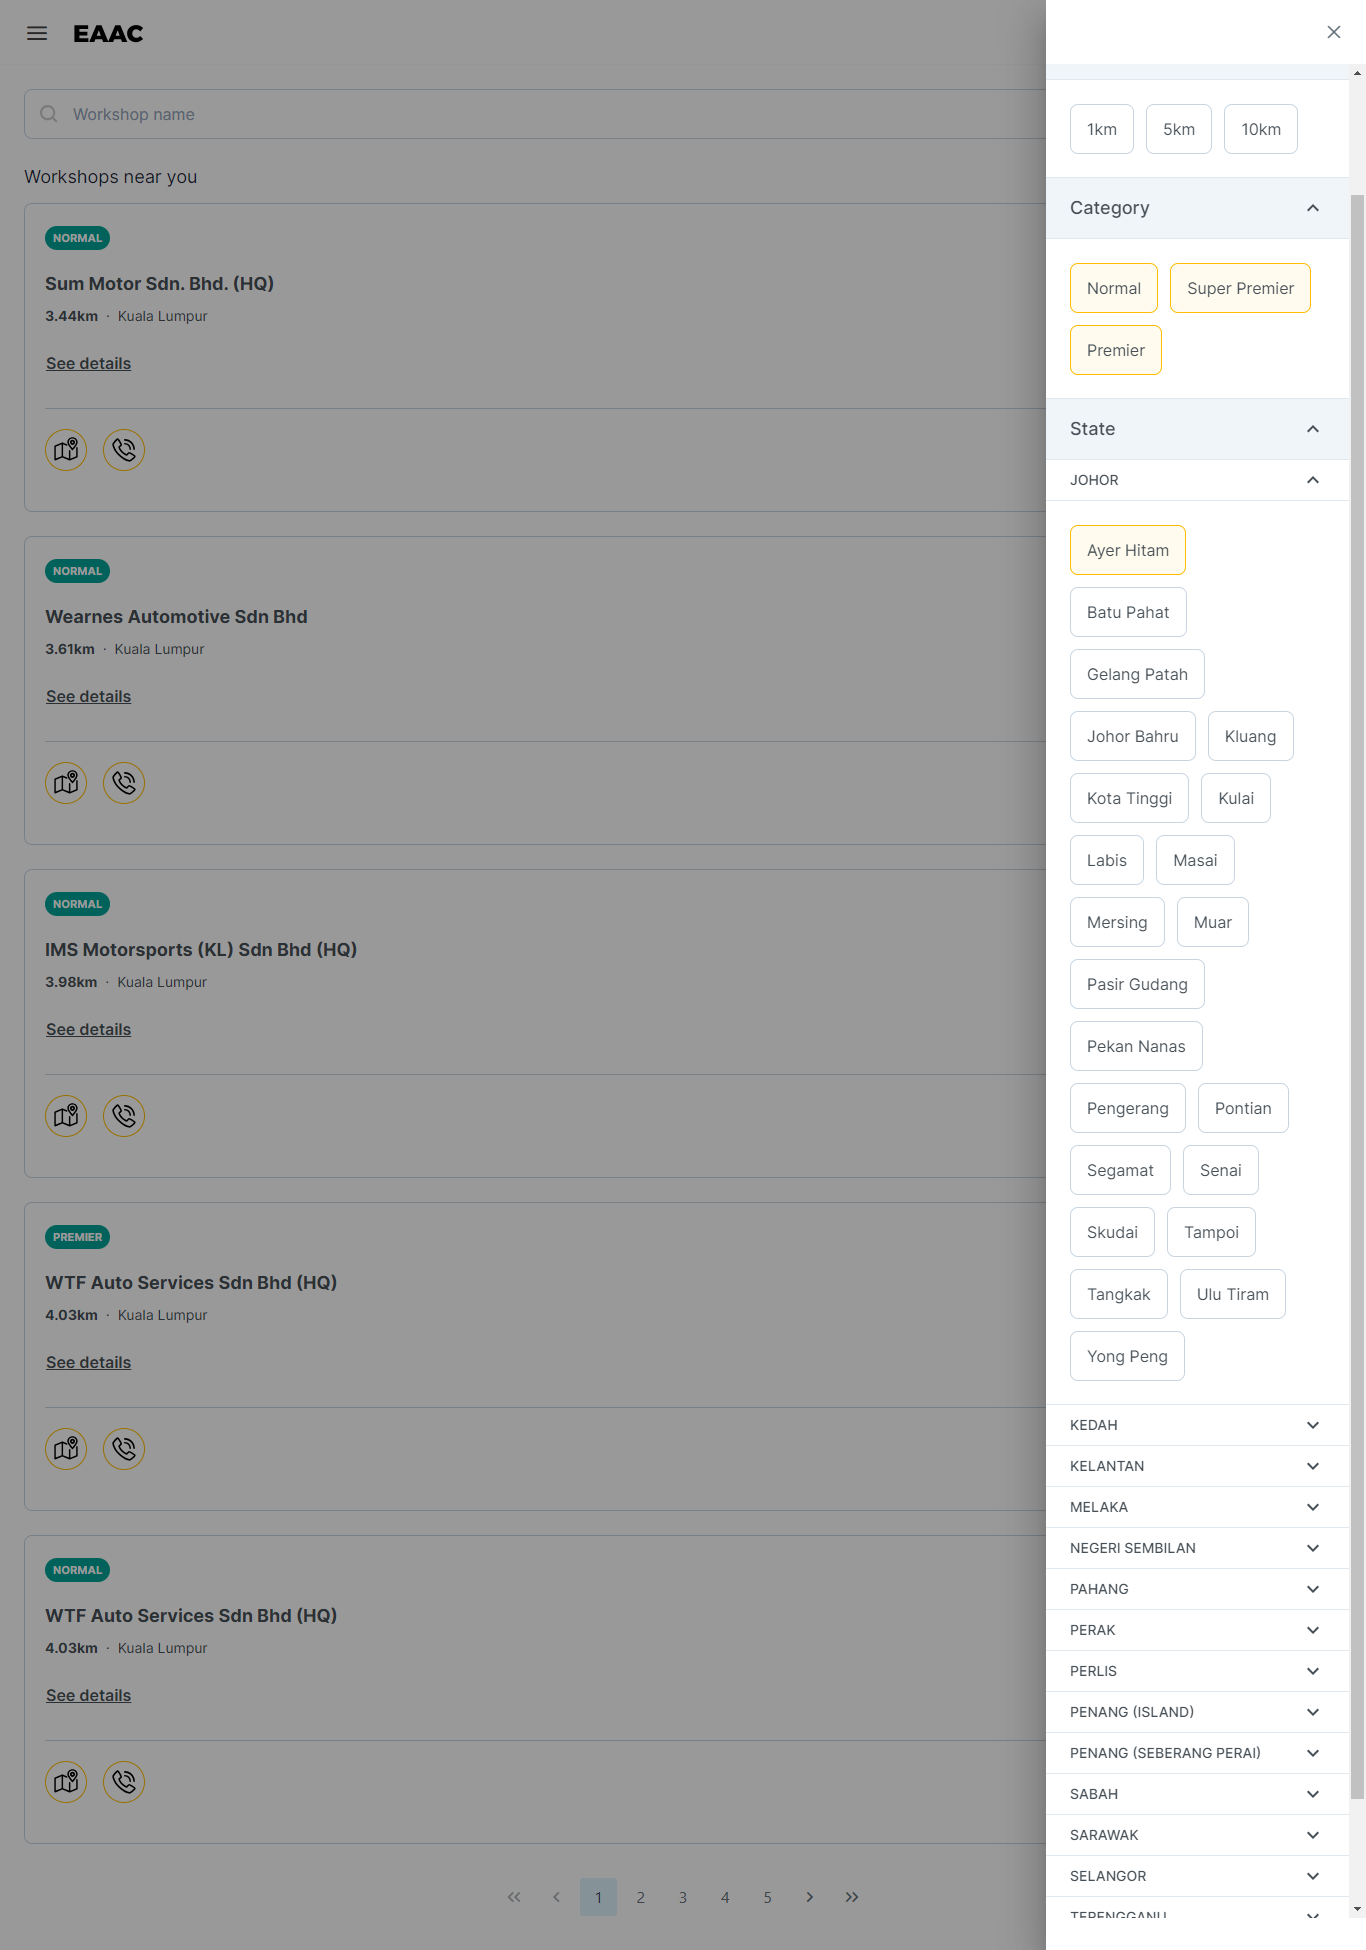 EAAC
Workshop name
Workshops near you
NORMAL
Sum Motor Sdn. Bhd. (HQ)
3.44km · Kuala Lumpur
See details
NORMAL
Wearnes Automotive Sdn Bhd
3.61km · Kuala Lumpur
See details
NORMAL
IMS Motorsports (KL) Sdn Bhd (HQ)
3.98km · Kuala Lumpur
See details
PREMIER
WTF Auto Services Sdn Bhd (HQ)
4.03km · Kuala Lumpur
See details
NORMAL
WTF Auto Services Sdn Bhd (HQ)
4.03km · Kuala Lumpur
See details
1 2 3 4 5
1km 5km 10km
Category
Normal Super Premier
Premier
State
JOHOR
Ayer Hitam
Batu Pahat
Gelang Patah
Johor Bahru Kluang
Kota Tinggi Kulai
Labis Masai
Mersing Muar
Pasir Gudang
Pekan Nanas
Pengerang Pontian
Segamat Senai
Skudai Tampoi
Tangkak Ulu Tiram
Yong Peng
KEDAH
KELANTAN
MELAKA
NEGERI SEMBILAN
PAHANG
PERAK
PERLIS
PENANG (ISLAND)
PENANG (SEBERANG PERAI)
SABAH
SARAWAK
SELANGOR
TERENGGANU